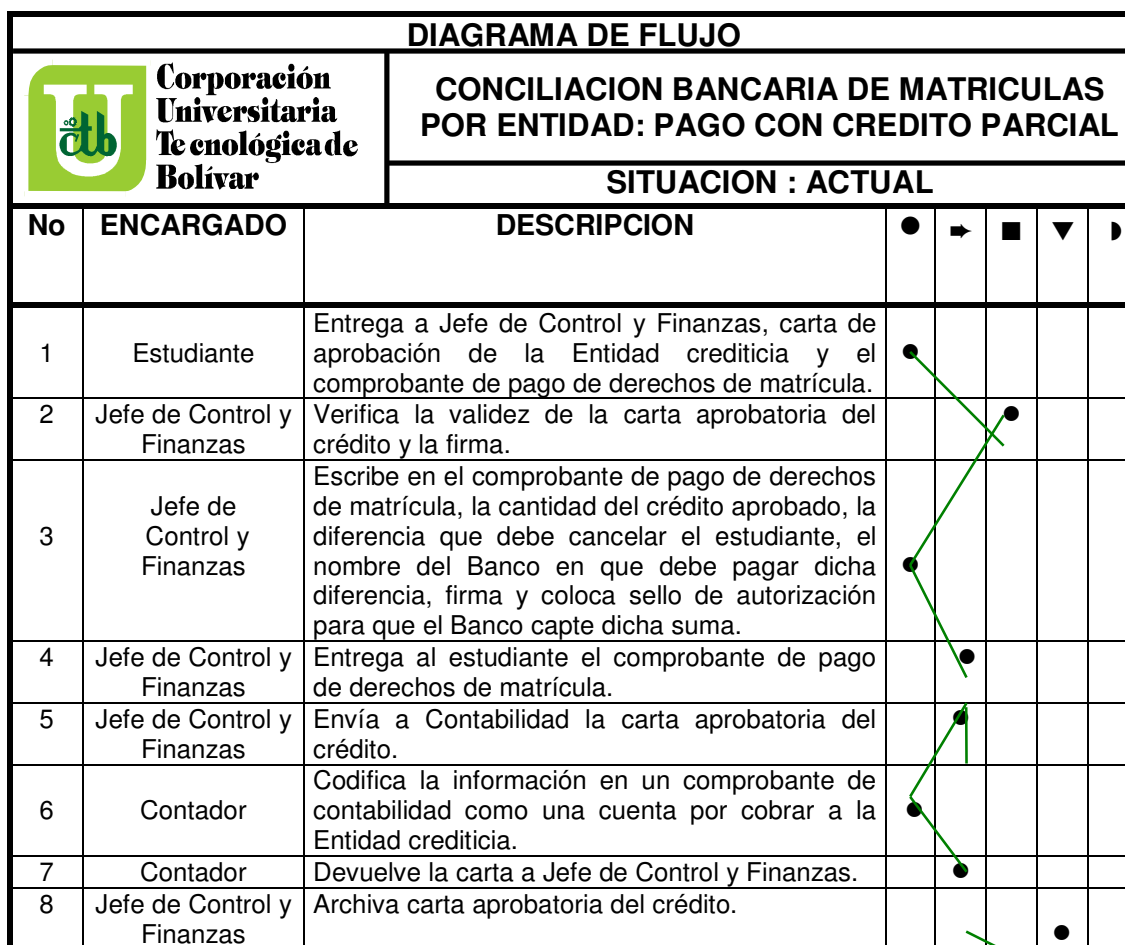 DIAGRAMA DE FLUJO
Corporación
Universitaria
Tecnológica de
Bolívar
U
ctb
CONCILIACION BANCARIA DE MATRICULAS
POR ENTIDAD: PAGO CON CREDITO PARCIAL
SITUACION : ACTUAL
No ENCARGADO DESCRIPCION
1 Estudiante
Entrega a Jefe de Control y Finanzas, carta de
aprobación de la Entidad crediticia y el
comprobante de pago de derechos de matrícula.
2 Jefe de Control y
Finanzas
Verifica la validez de la carta aprobatoria del
crédito y la firma.
3 Jefe de
Control y
Finanzas
Escribe en el comprobante de pago de derechos
de matrícula, la cantidad del crédito aprobado, la
diferencia que debe cancelar el estudiante, el
nombre del Banco en que debe pagar dicha
diferencia, firma y coloca sello de autorización
para que el Banco capte dicha suma.
4 Jefe de Control y
Finanzas
Entrega al estudiante el comprobante de pago
de derechos de matrícula.
5 Jefe de Control y
Finanzas
Envía a Contabilidad la carta aprobatoria del
crédito.
6 Contador
Codifica la información en un comprobante de
contabilidad como una cuenta por cobrar a la
Entidad crediticia.
7 Contador
Devuelve la carta a Jefe de Control y Finanzas.
8 Jefe de Control y
Finanzas
Archiva carta aprobatoria del crédito.